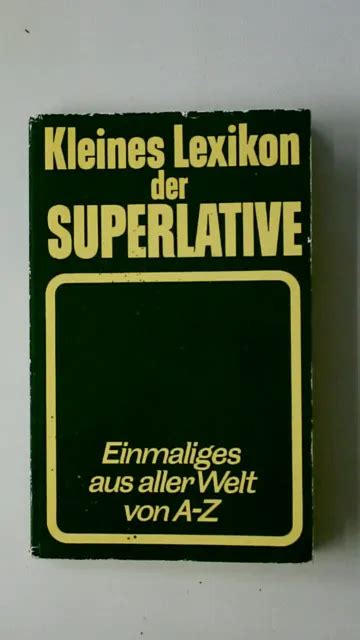 Kleines Lexikon
der
SUPERLATIVE
Einmaliges
aus aller Welt
von A-Z